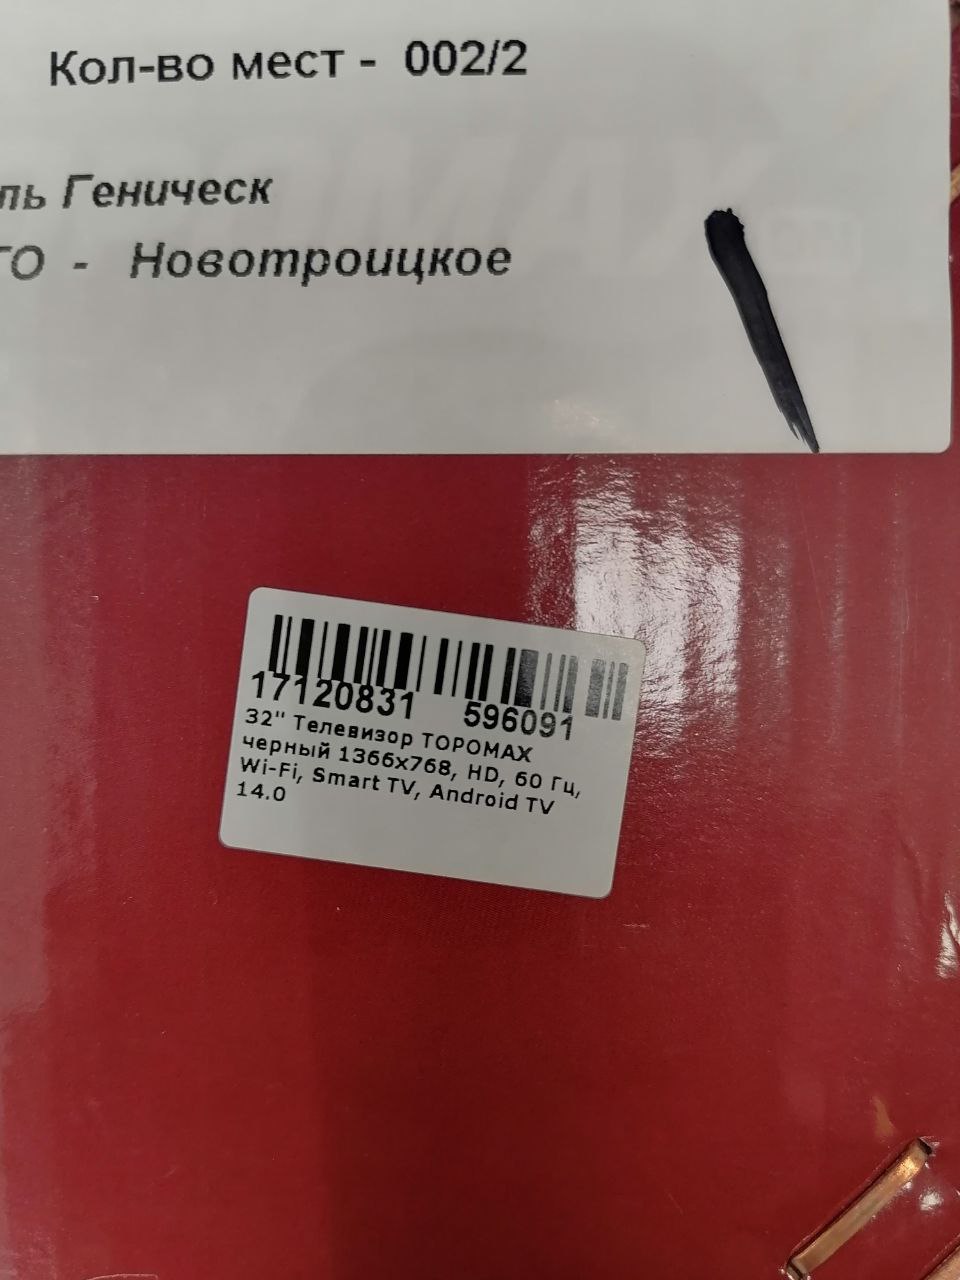 Кол-во мест - 002/2
ль Геническ
ГО - Новотроицкое
17120831 596091
32'' Телевизор TOPOMAX
черный 1366x768, HD, 60 Гц,
Wi-Fi, Smart TV, Android TV
14.0